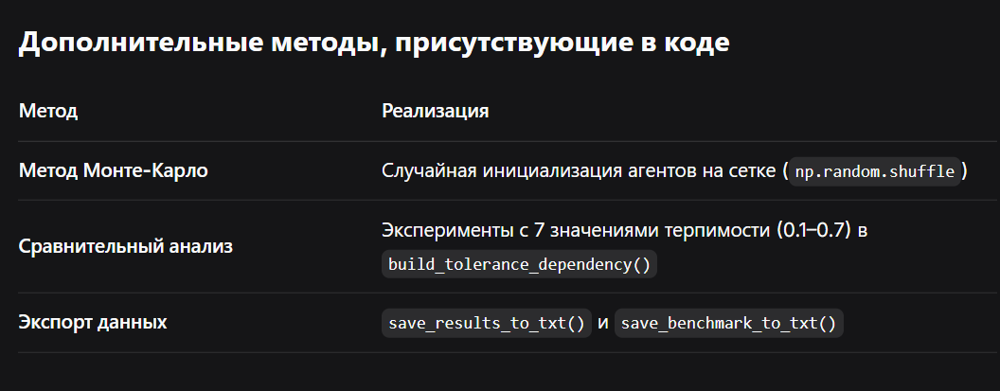 Дополнительные методы, присутствующие в коде
Метод Реализация
Метод Монте-Карло Случайная инициализация агентов на сетке ( np.random.shuffle )
Сравнительный анализ Эксперименты с 7 значениями терпимости (0.1–0.7) в
build_tolerance_dependency()
Экспорт данных save_results_to_txt() и save_benchmark_to_txt()